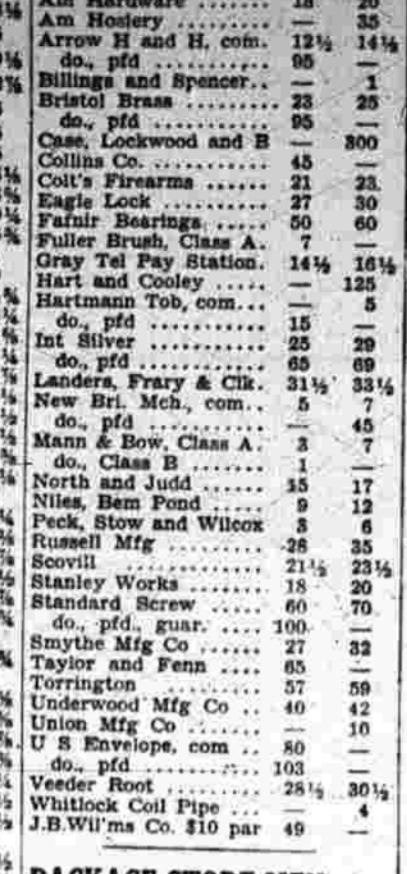 Am Hardware ....... 18 20
Am Hosiery ........ — 35
Arrow H and H, com. 12½ 14½
do., pfd ........... 95 —
Billings and Spencer.. — 1
Bristol Brass ......... 23 25
do., pfd ........... 95 —
Case, Lockwood and B — 300
Collins Co. ........... 45 —
Colt's Firearms ...... 21 23
Eagle Lock .......... 27 30
Fafnir Bearings ...... 50 60
Fuller Brush, Class A. 7 —
Gray Tel Pay Station. 14½ 16½
Hart and Cooley ..... — 125
Hartmann Tob, com... — 5
do., pfd ........... 15 —
Int Silver ............ 25 29
do., pfd ........... 65 69
Landers, Frary & Clk. 31½ 33½
New Bri. Mch., com.. 5 7
do., pfd ........... — 45
Mann & Bow, Class A. 3 7
do., Class B ....... 1 —
North and Judd ...... 15 17
Niles, Bem Pond ..... 9 12
Peck, Stow and Wilcox 3 6
Russell Mfg ......... 28 35
Scovill ............. 21½ 23½
Stanley Works ....... 18 20
Standard Screw ..... 60 70
do., pfd., guar. .... 100 —
Smythe Mfg Co ...... 27 32
Taylor and Fenn .... 65 —
Torrington ......... 57 59
Underwood Mfg Co .. 40 42
Union Mfg Co ...... — 10
U S Envelope, com .. 80 —
do., pfd ........... 103 —
Veeder Root ......... 28½ 30½
Whitlock Coil Pipe ... — 4
J.B.Wil'ms Co. $10 par 49 —
PACKAGE STORE